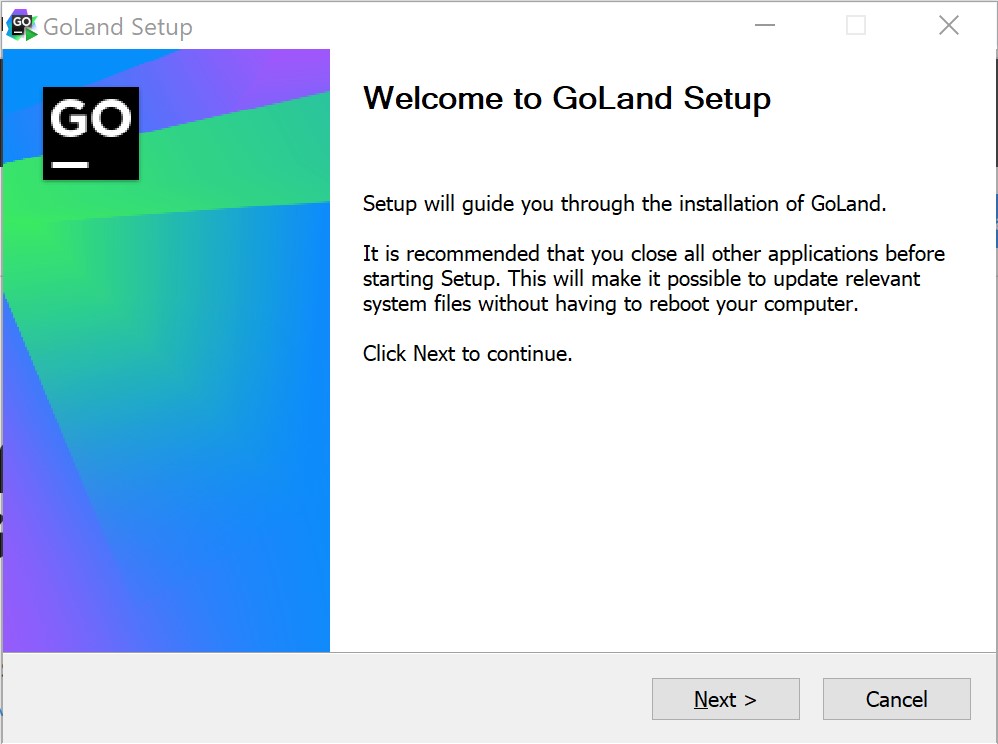 GO GoLand Setup
GO
Welcome to GoLand Setup
Setup will guide you through the installation of GoLand.
It is recommended that you close all other applications before
starting Setup. This will make it possible to update relevant
system files without having to reboot your computer.
Click Next to continue.
Next > Cancel